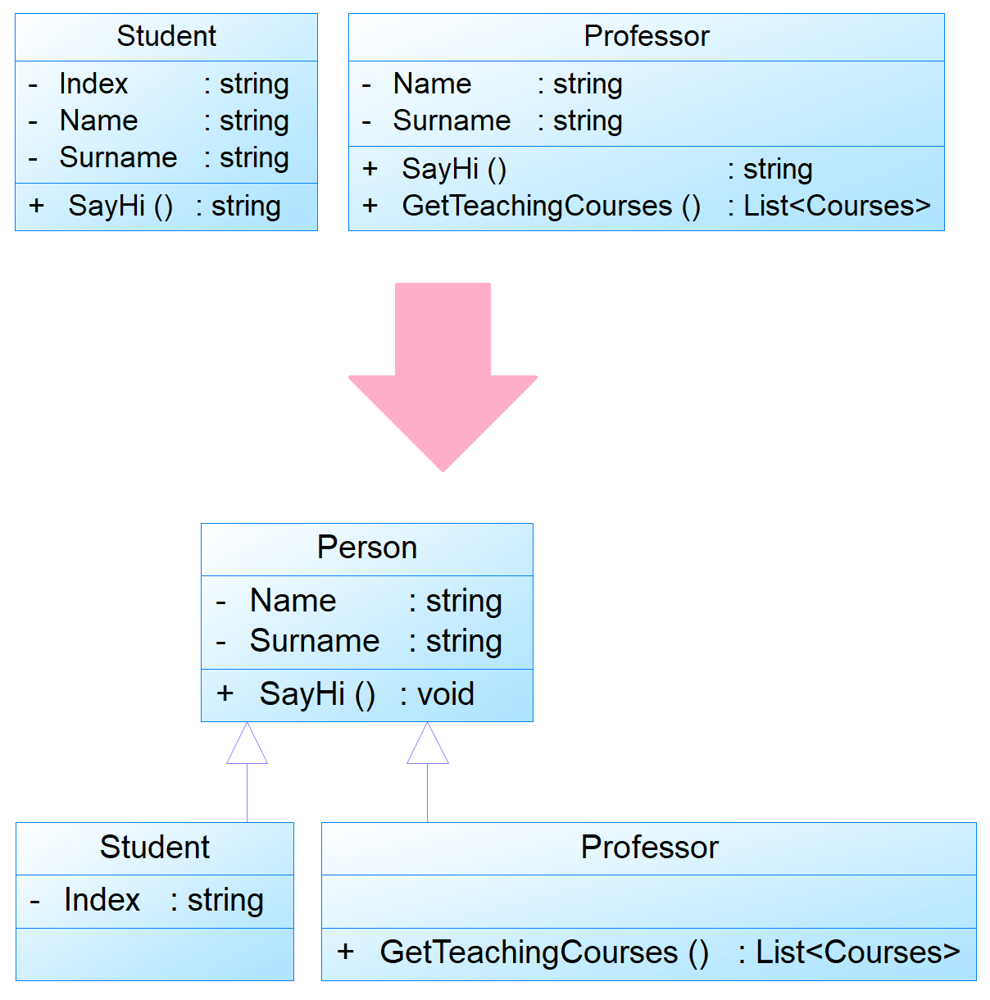 Student
- Index : string
- Name : string
- Surname : string
+ SayHi () : string
Professor
- Name : string
- Surname : string
+ SayHi () : string
+ GetTeachingCourses () : List<Courses>
Person
- Name : string
- Surname : string
+ SayHi () : void
Student
- Index : string
Professor
+ GetTeachingCourses () : List<Courses>